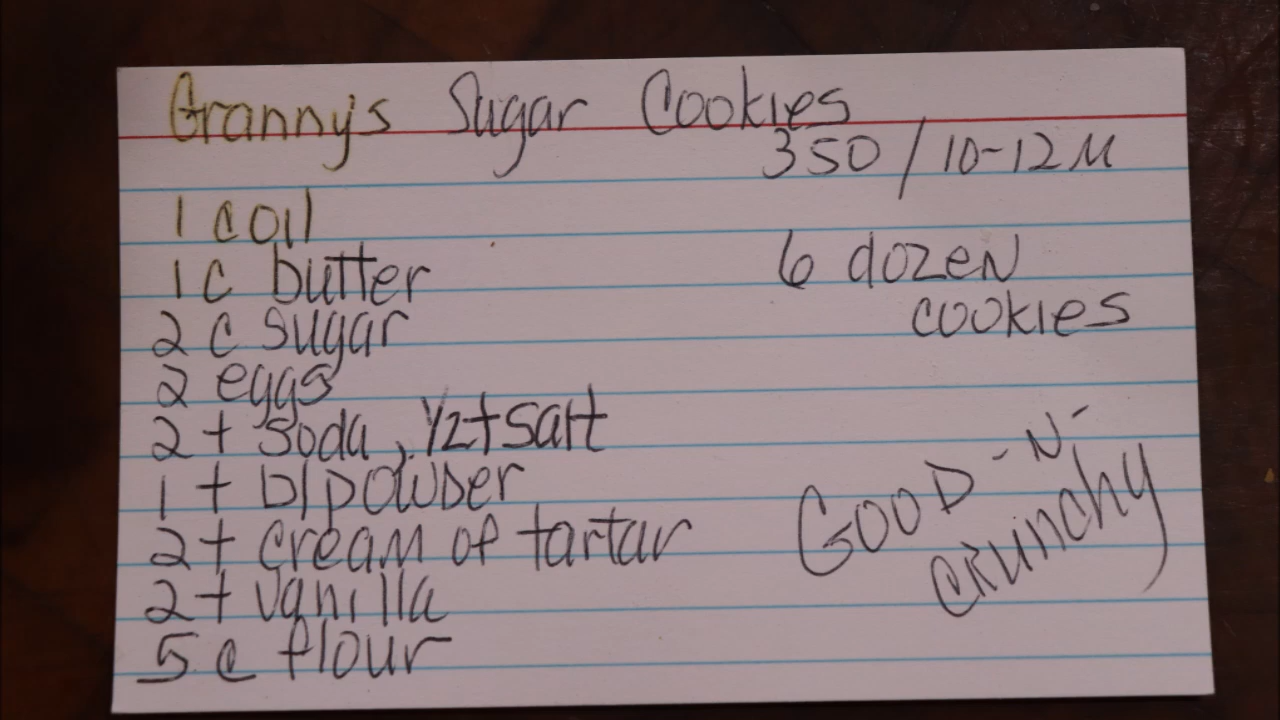 Granny's Sugar Cookies
350 / 10-12 M
1 c oil
1 c butter
6 dozen
cookies
2 c sugar
2 eggs
2 t soda, 1/2 t salt
1 t b/powder
2 t cream of tartar
2 t vanilla
5 c flour
GOOD -N-
CRunchy